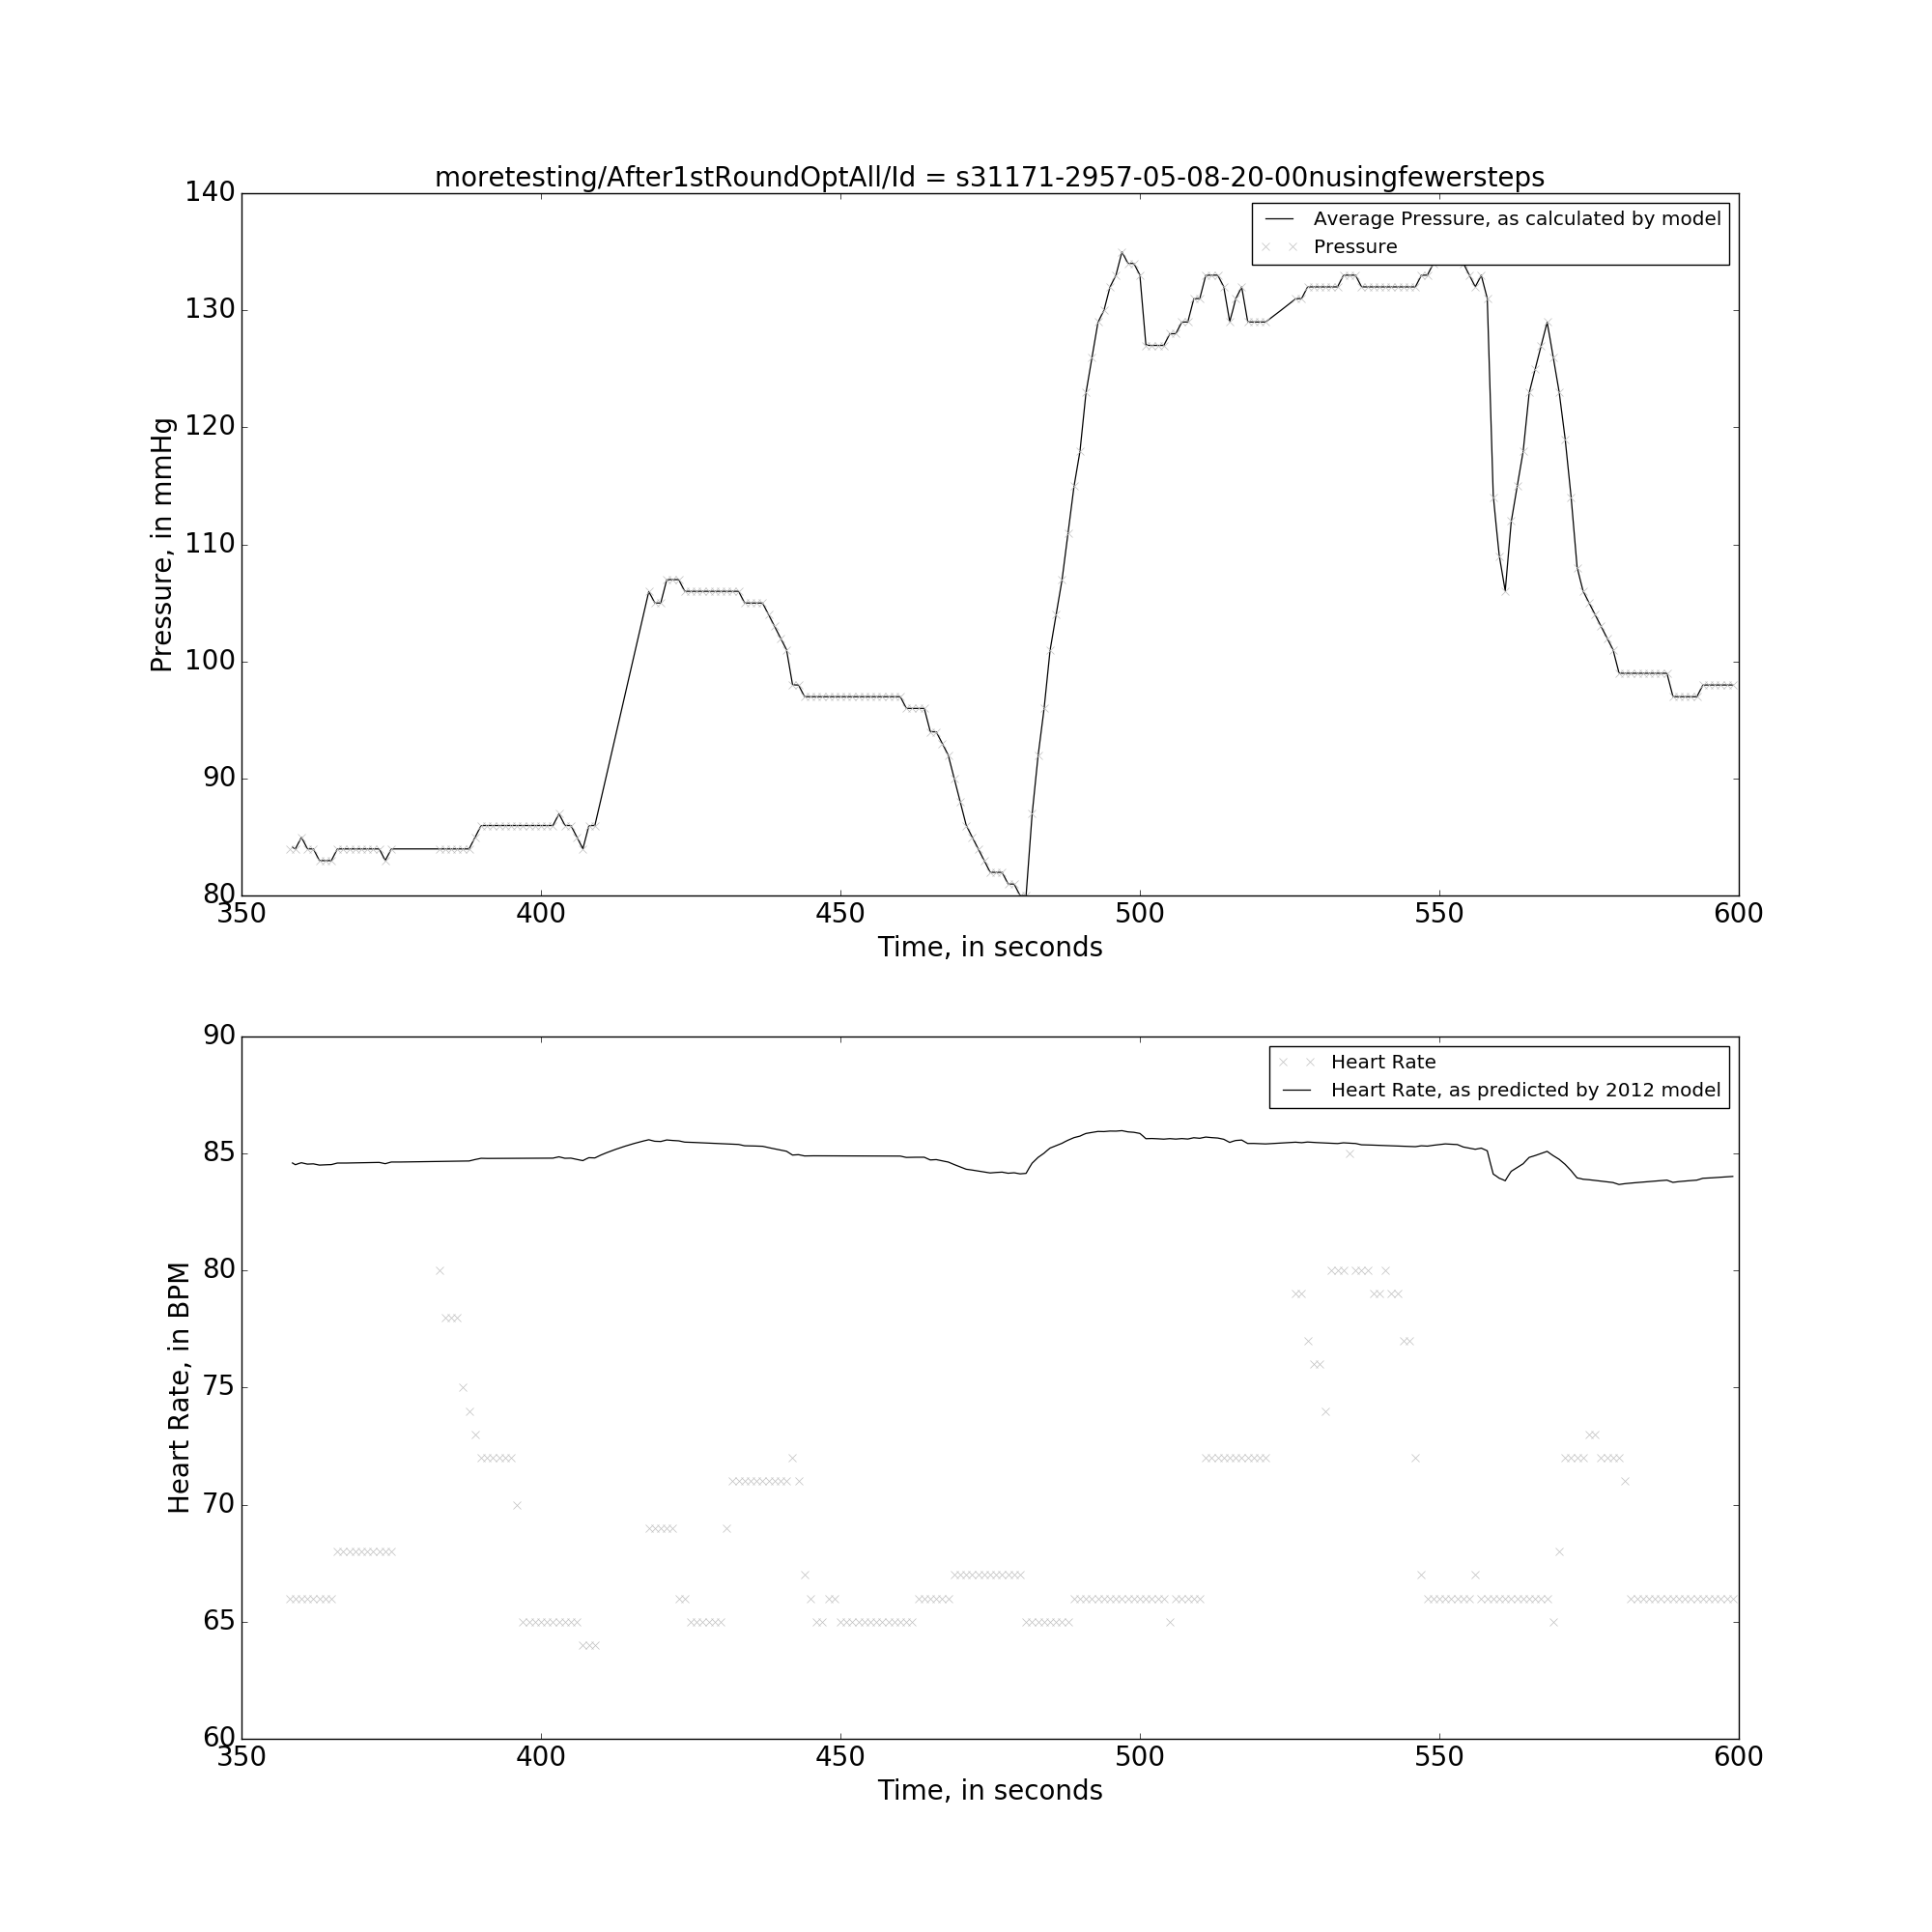 moretesting/After1stRoundOptAll/Id = s31171-2957-05-08-20-00nusingfewersteps
140
130
120
110
100
90
80
Pressure, in mmHg
Average Pressure, as calculated by model
Pressure
350 400 450 500 550 600
Time, in seconds
90
85
80
75
70
65
60
Heart Rate, in BPM
Heart Rate
Heart Rate, as predicted by 2012 model
350 400 450 500 550 600
Time, in seconds